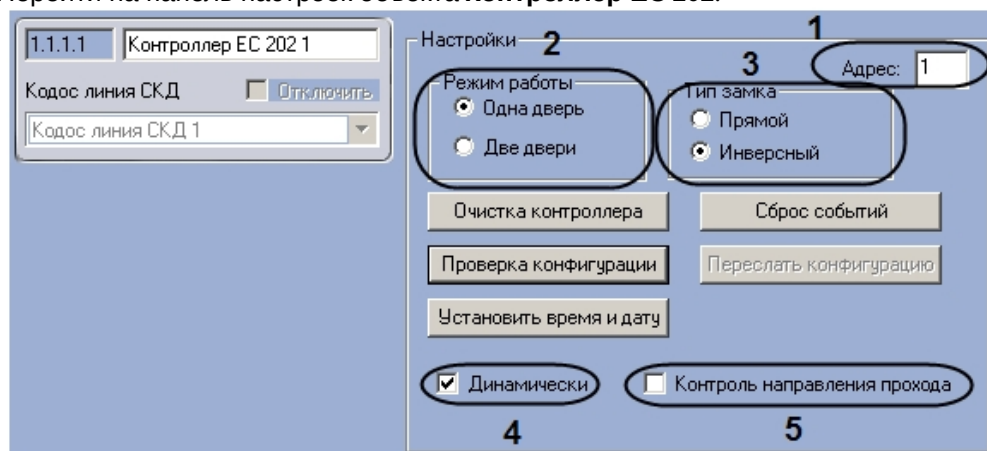 Перейти на панель настроек объекта Контроллер ЕС 202.
1.1.1.1 Контроллер ЕС 202 1
Кодос линия СКД Отключить
Кодос линия СКД 1
Настройки 2 1
Режим работы 3 Адрес: 1
Одна дверь
Две двери
Тип замка
Прямой
Инверсный
Очистка контроллера Сброс событий
Проверка конфигурации Переслать конфигурацию
Установить время и дату
Динамически Контроль направления прохода
4 5